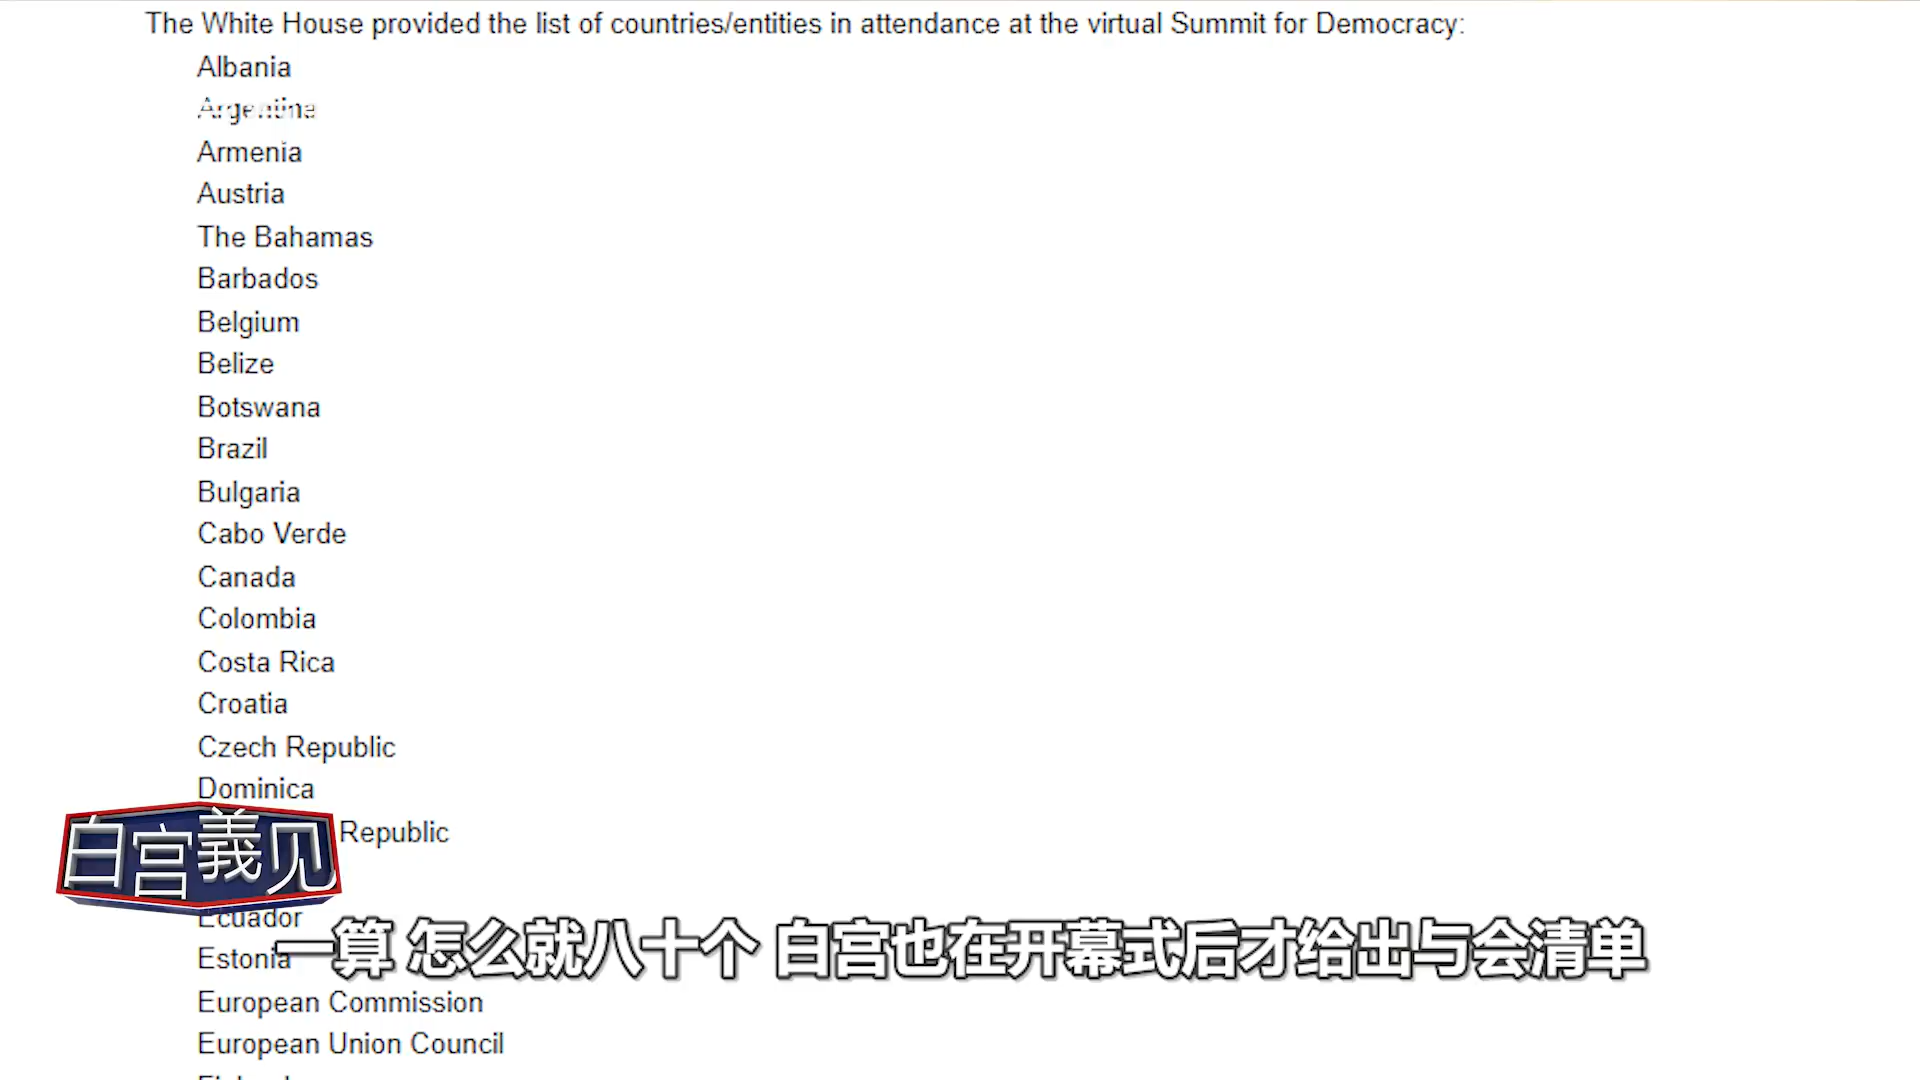 The White House provided the list of countries/entities in attendance at the virtual Summit for Democracy:
Albania
Argentina
Armenia
Austria
The Bahamas
Barbados
Belgium
Belize
Botswana
Brazil
Bulgaria
Cabo Verde
Canada
Colombia
Costa Rica
Croatia
Czech Republic
Dominica
Republic
白宫義见
Ecuador
一算 怎么就八十个 白宫也在开幕式后才给出与会清单
Estonia
European Commission
European Union Council